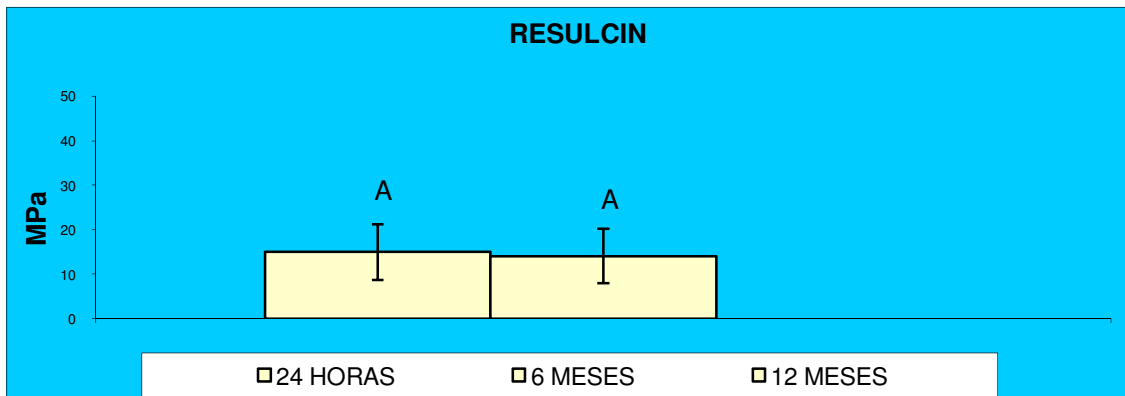 RESULCIN
50
40
30
20
10
0
MPa
A
A
24 HORAS 6 MESES 12 MESES